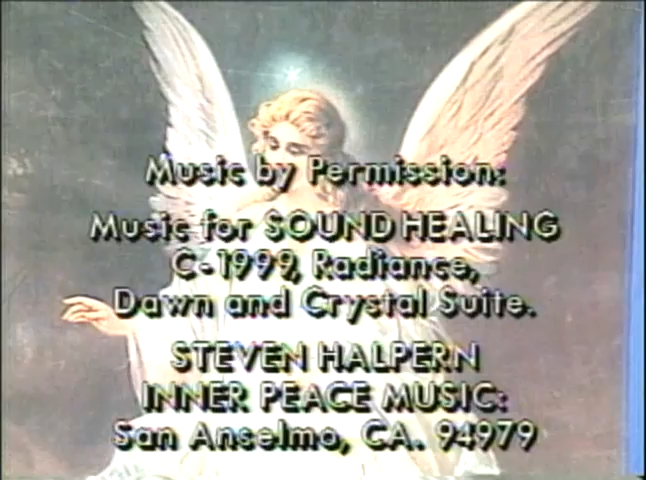 Music by Permission:
Music for SOUND HEALING
C-1999, Radiance,
Dawn and Crystal Suite.
STEVEN HALPERN
INNER PEACE MUSIC:
San Anselmo, CA. 94979